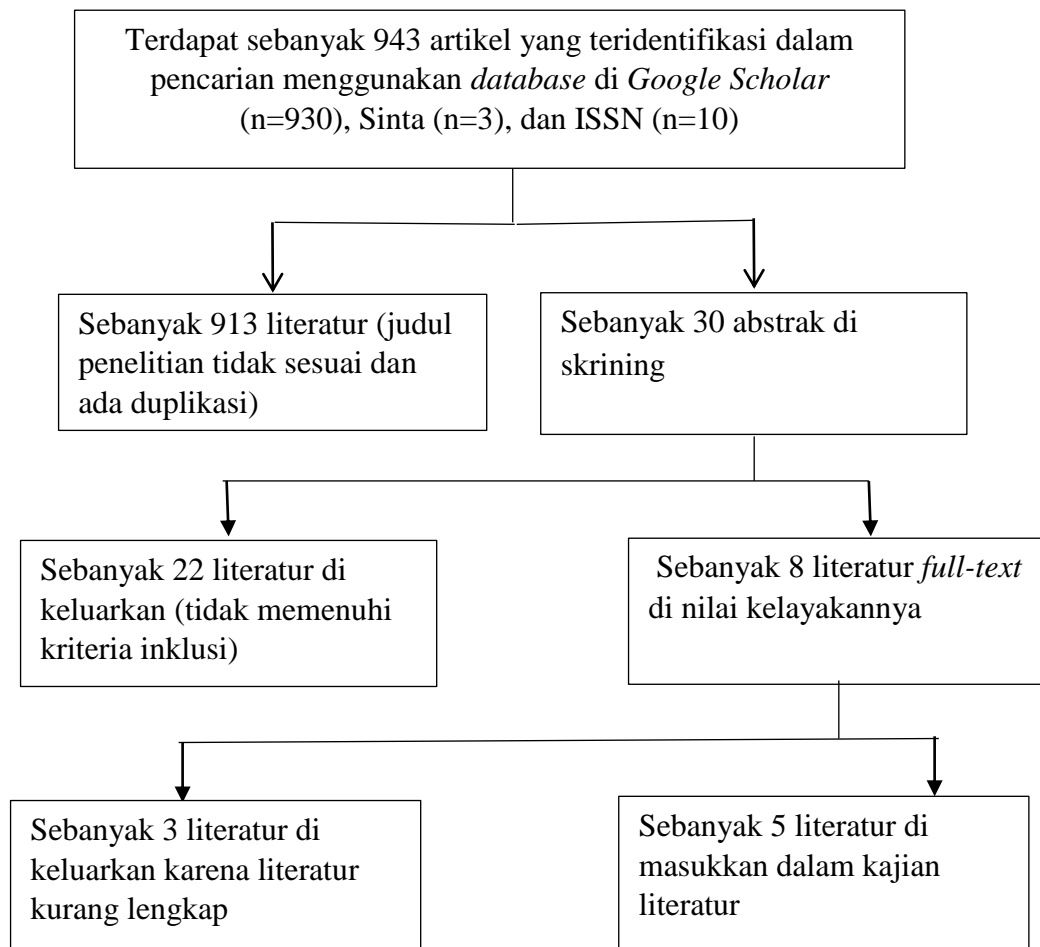 Terdapat sebanyak 943 artikel yang teridentifikasi dalam
pencarian menggunakan database di Google Scholar
(n=930), Sinta (n=3), dan ISSN (n=10)
Sebanyak 913 literatur (judul
penelitian tidak sesuai dan
ada duplikasi)
Sebanyak 30 abstrak di
skrining
Sebanyak 22 literatur di
keluarkan (tidak memenuhi
kriteria inklusi)
Sebanyak 8 literatur full-text
di nilai kelayakannya
Sebanyak 3 literatur di
keluarkan karena literatur
kurang lengkap
Sebanyak 5 literatur di
masukkan dalam kajian
literatur